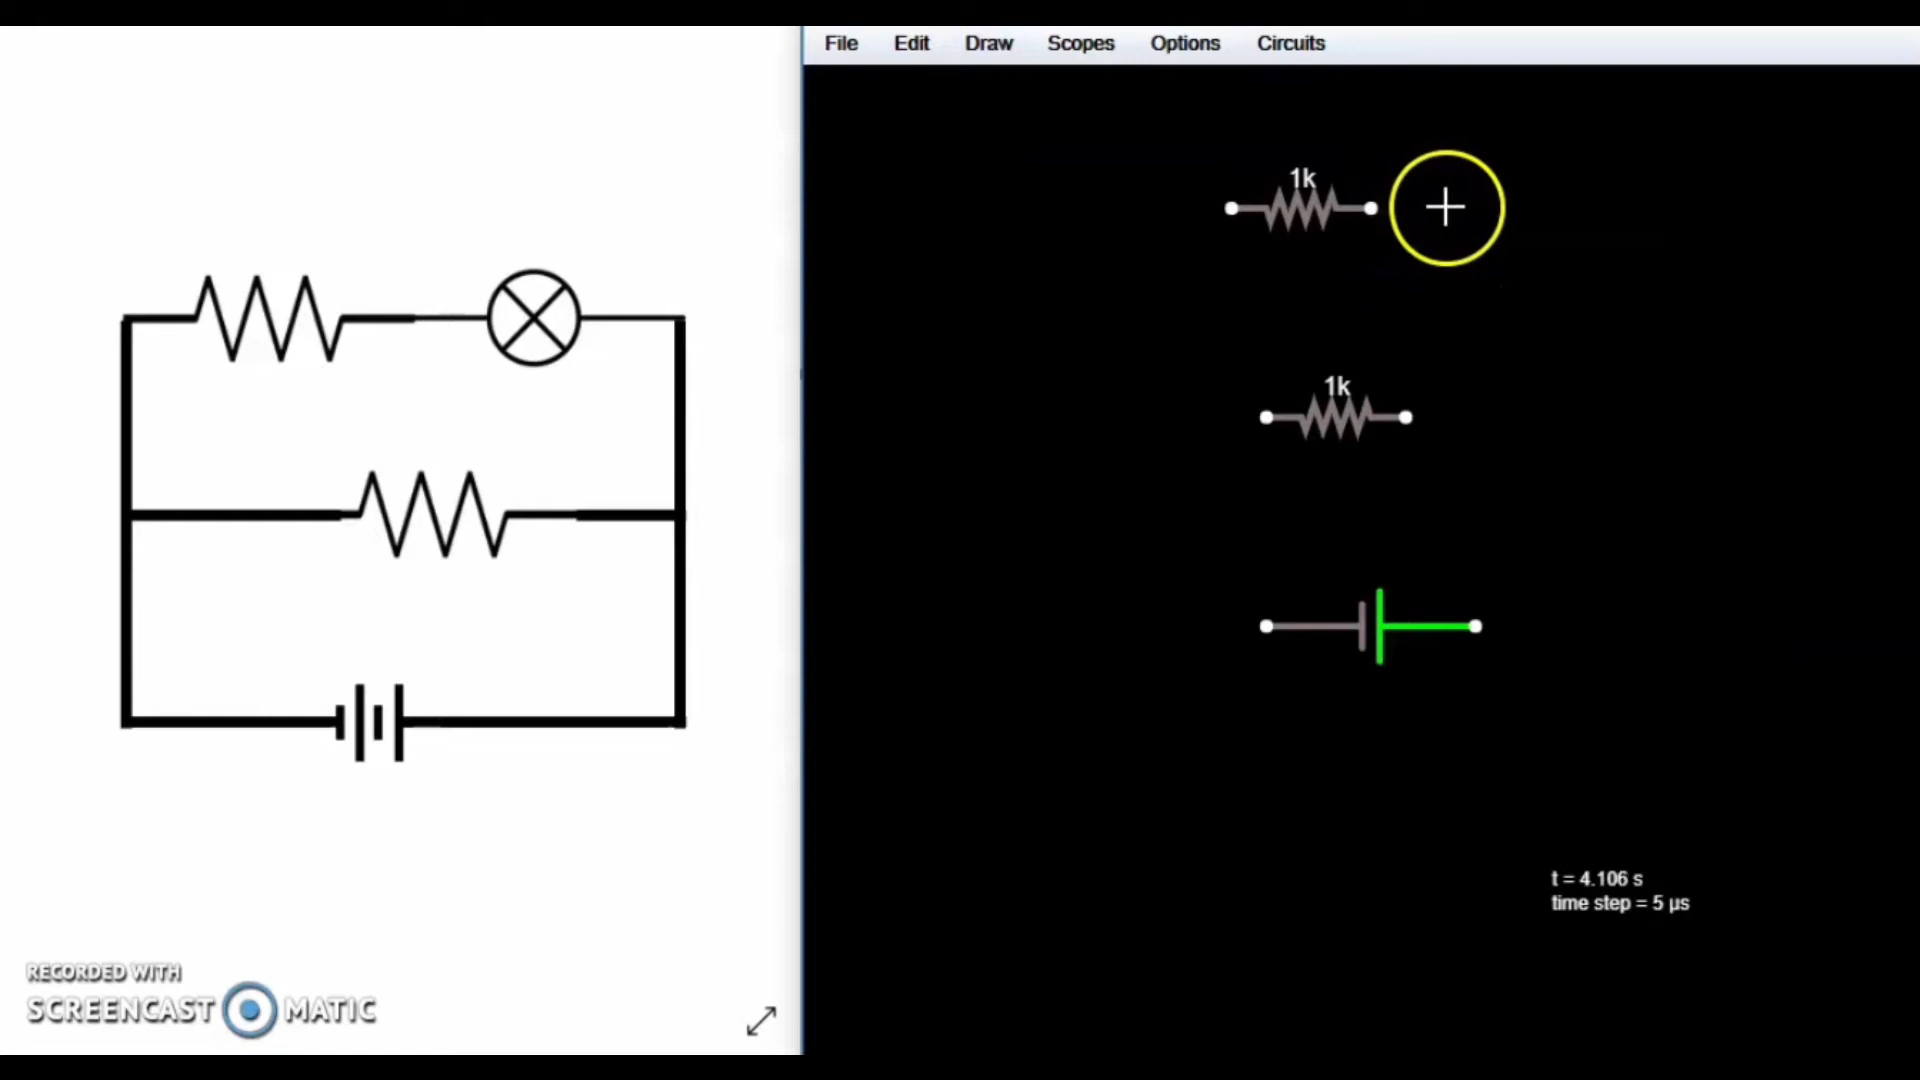 File Edit Draw Scopes Options Circuits
1k
1k
t = 4.106 s
time step = 5 µs
RECORDED WITH
SCREENCAST MATIC